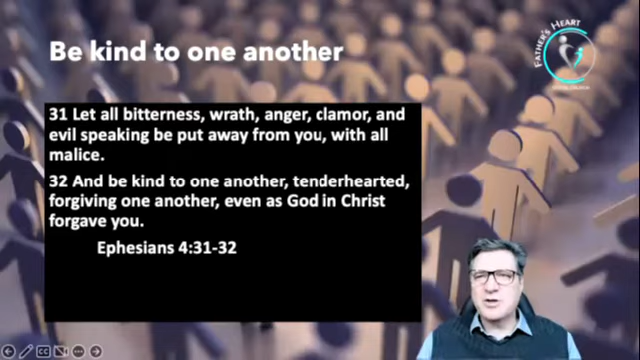 Be kind to one another
FATHER'S HEART
31 Let all bitterness, wrath, anger, clamor, and
evil speaking be put away from you, with all
malice.
32 And be kind to one another, tenderhearted,
forgiving one another, even as God in Christ
forgave you.
Ephesians 4:31-32